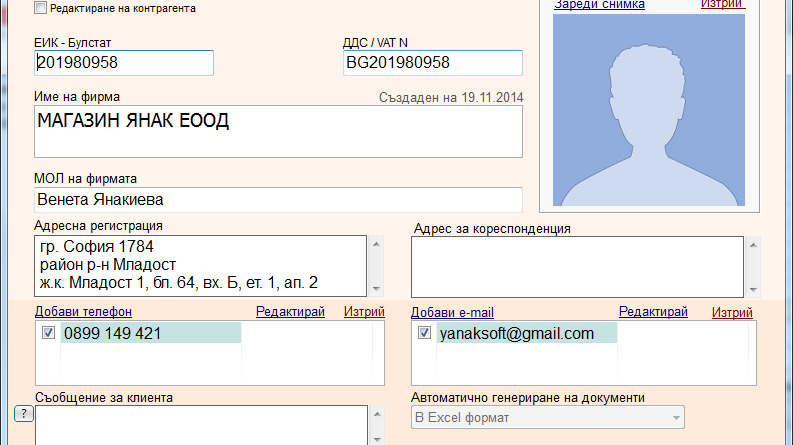 Редактиране на контрагента
Зареди снимка
Изтрий
ЕИК - Булстат
ДДС / VAT N
201980958
BG201980958
Име на фирма
Създаден на 19.11.2014
МАГАЗИН ЯНАК ЕООД
МОЛ на фирмата
Венета Янакиева
Адресна регистрация
Адрес за кореспонденция
гр. София 1784
район р-н Младост
ж.к. Младост 1, бл. 64, вх. Б, ет. 1, ап. 2
Добави телефон
Редактирай
Изтрий
Добави e-mail
Редактирай
Изтрий
0899 149 421
yanaksoft@gmail.com
Съобщение за клиента
Автоматично генериране на документи
?
В Excel формат